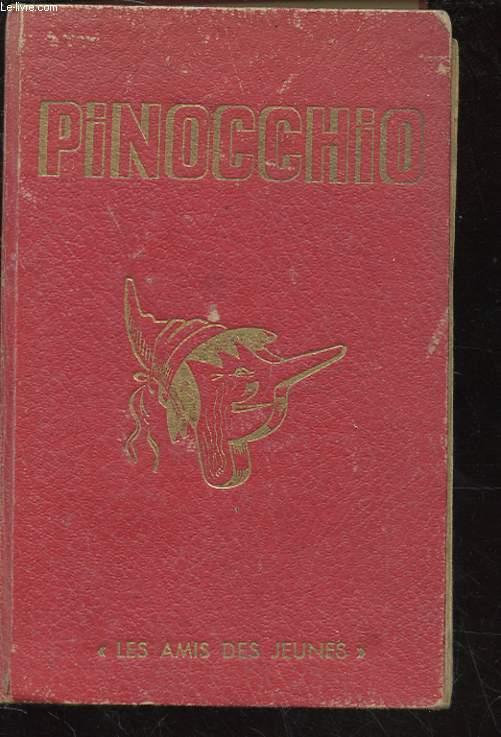 Le-livre.com
PiNOCCHiO
« LES AMIS DES JEUNES »